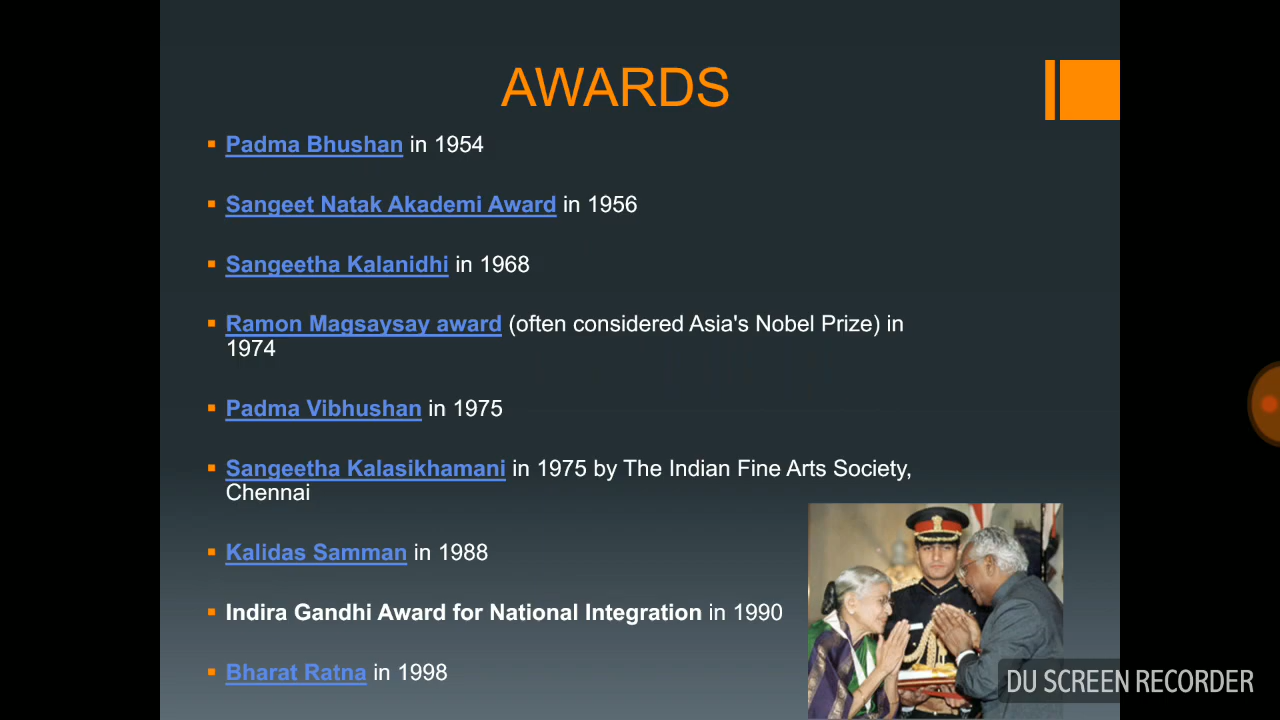 AWARDS
Padma Bhushan in 1954
Sangeet Natak Akademi Award in 1956
Sangeetha Kalanidhi in 1968
Ramon Magsaysay award (often considered Asia's Nobel Prize) in
1974
Padma Vibhushan in 1975
Sangeetha Kalasikhamani in 1975 by The Indian Fine Arts Society,
Chennai
Kalidas Samman in 1988
Indira Gandhi Award for National Integration in 1990
Bharat Ratna in 1998
DU SCREEN RECORDER